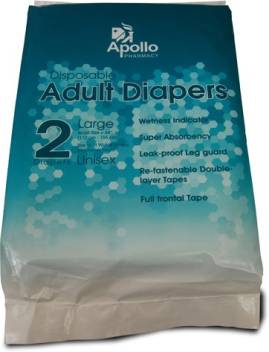 Apollo
PHARMACY
Disposable
Adult Diapers
2
Diapers
Large
Unisex
Wetness Indicator
Super Absorbency
Leak-proof Leg guard
Re-fastenable Double-
layer Tapes
Full frontal Tape